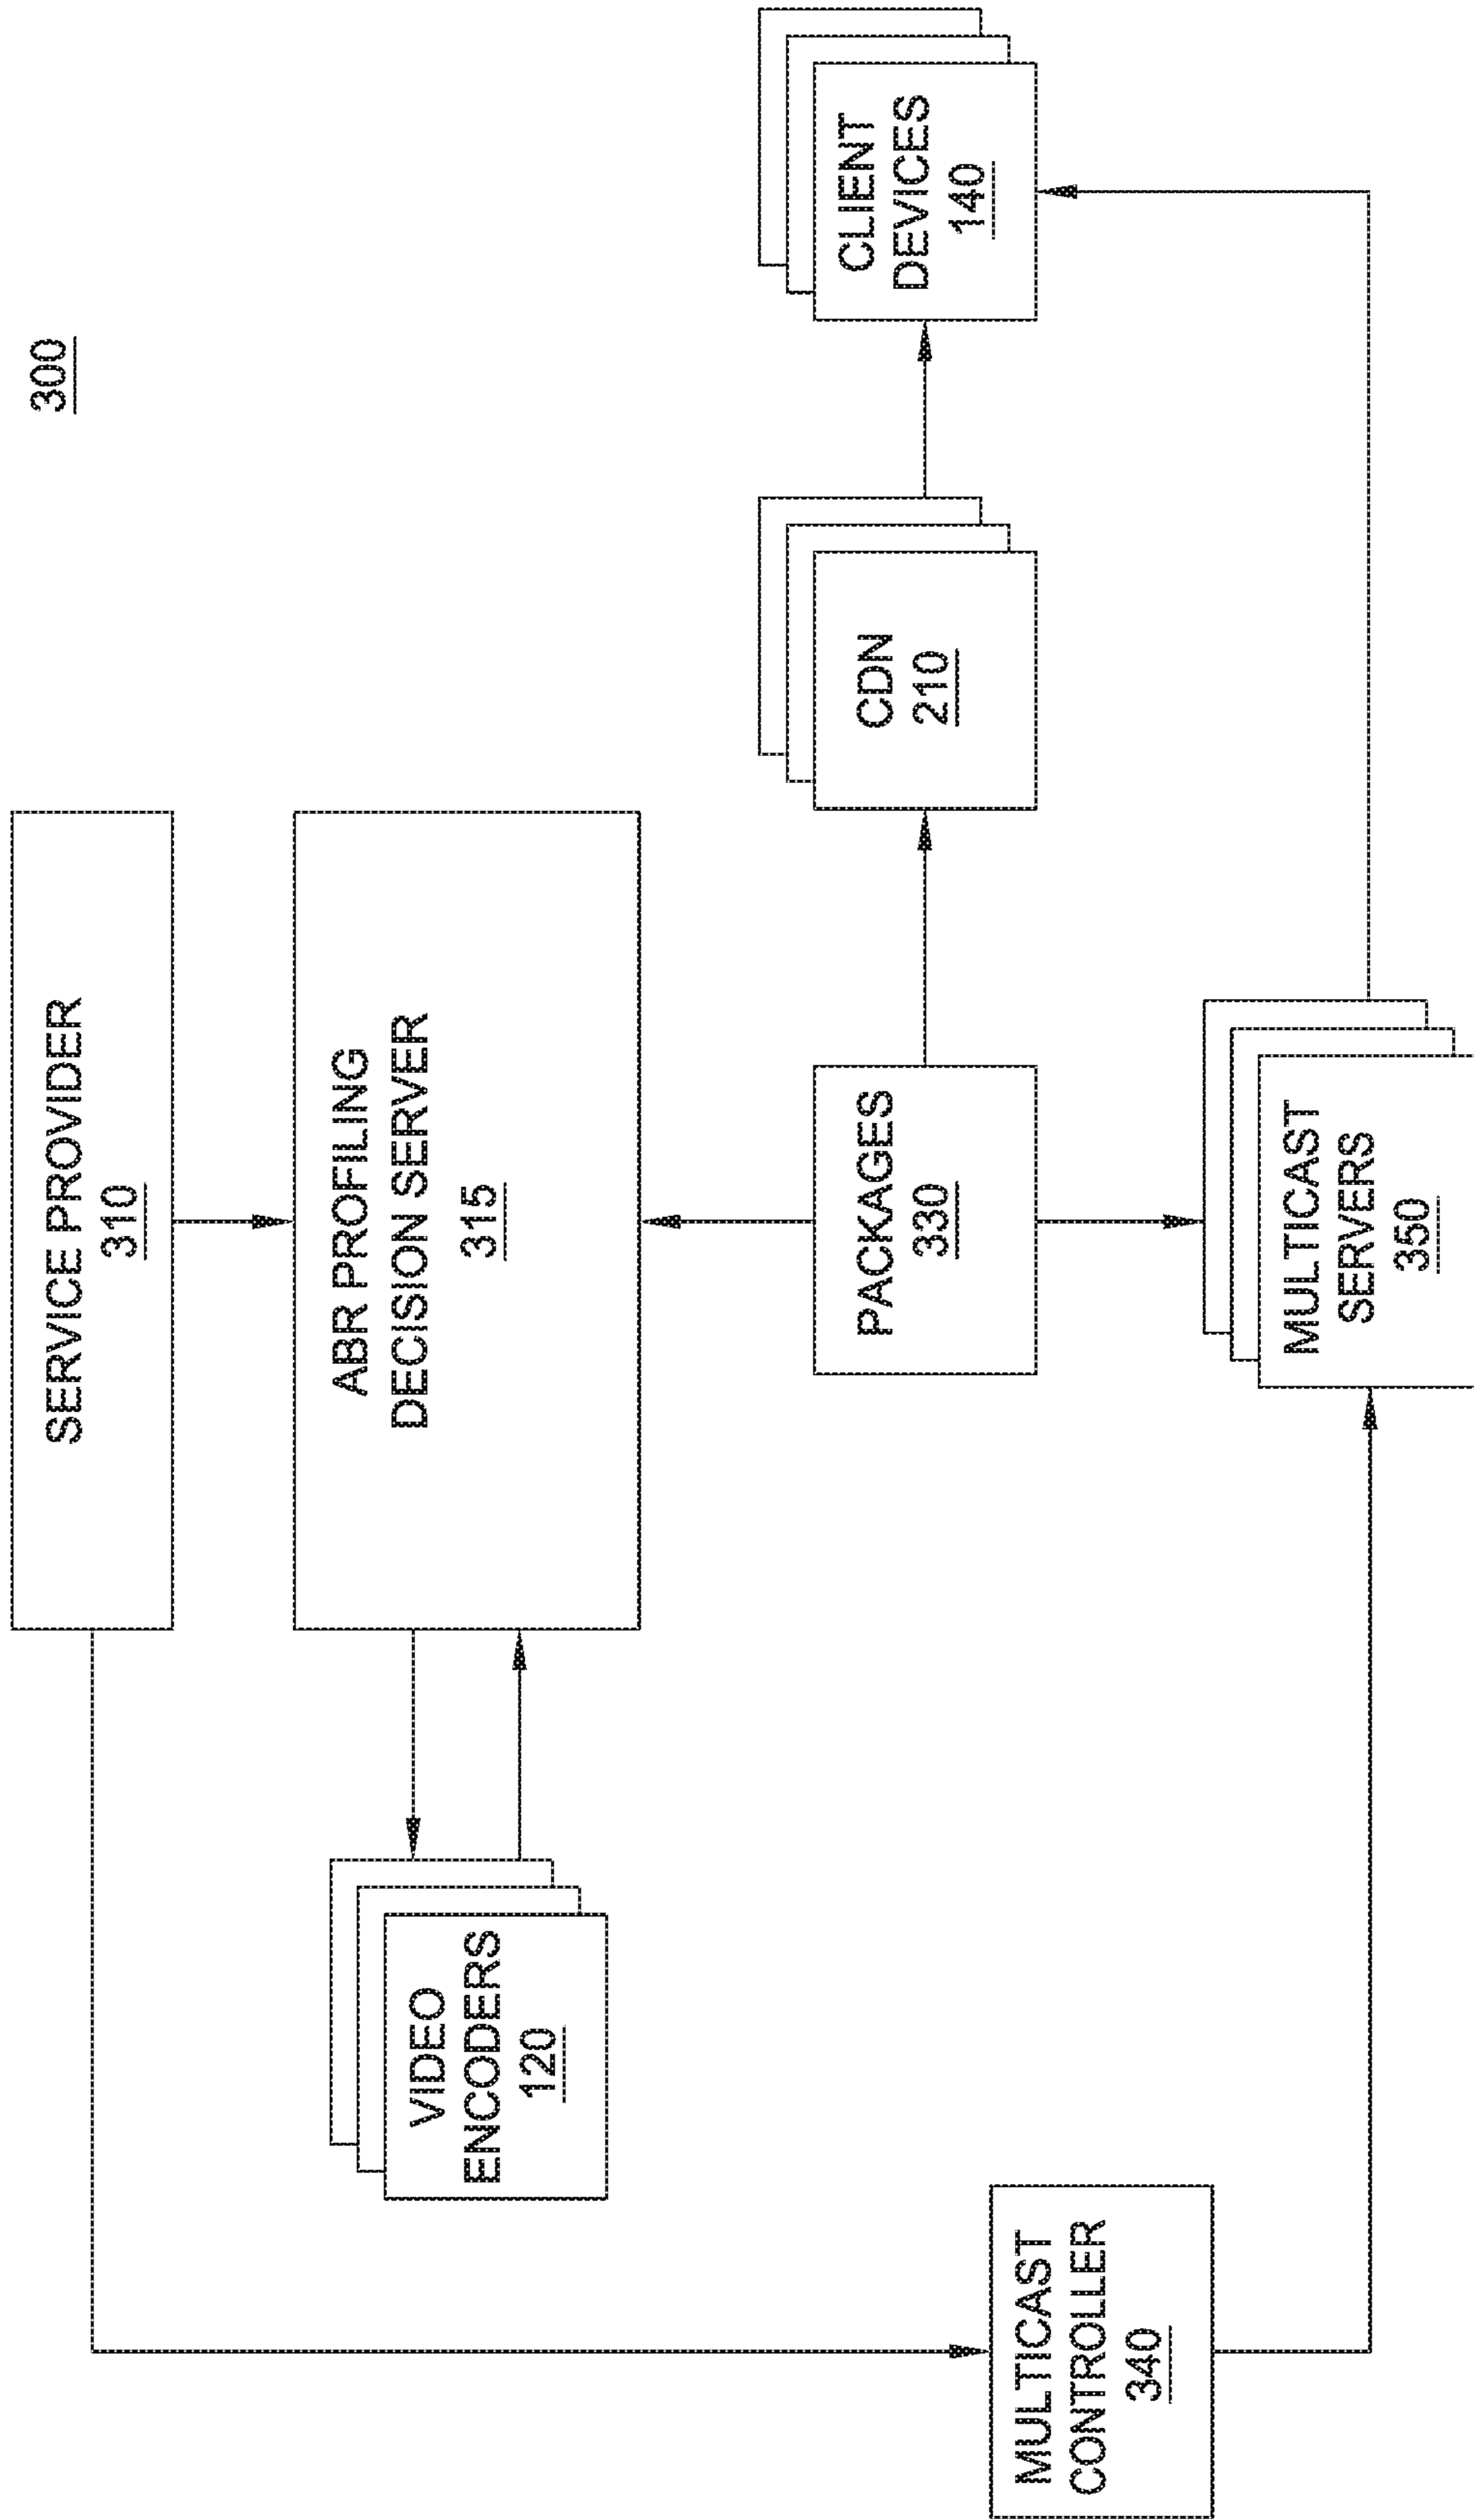 300
SERVICE PROVIDER
310
ABR PROFILING
DECISION SERVER
315
VIDEO
ENCODERS
120
PACKAGES
330
CDN
210
CLIENT
DEVICES
140
MULTICAST
CONTROLLER
340
MULTICAST
SERVERS
350